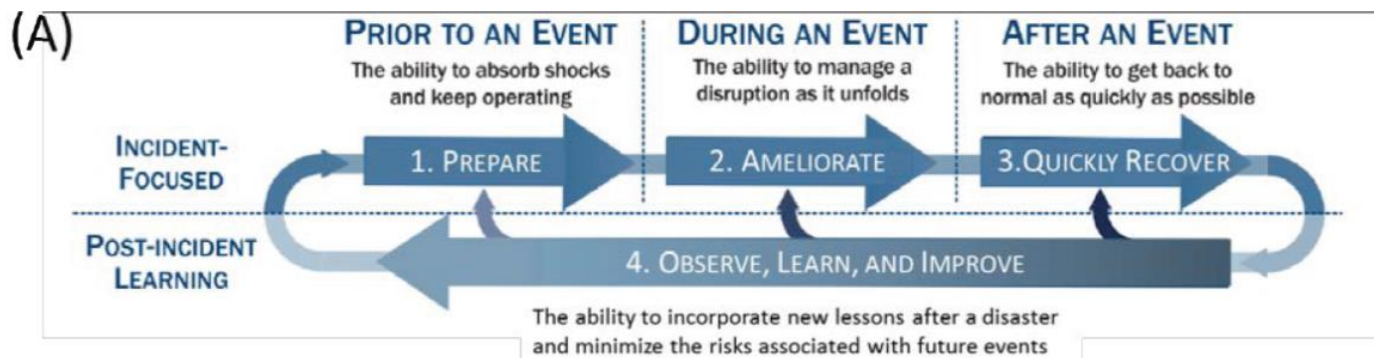 (A)
PRIOR TO AN EVENT
The ability to absorb shocks
and keep operating
DURING AN EVENT
The ability to manage a
disruption as it unfolds
AFTER AN EVENT
The ability to get back to
normal as quickly as possible
INCIDENT-
FOCUSED
1. PREPARE
2. AMELIORATE
3.QUICKLY RECOVER
POST-INCIDENT
LEARNING
4. OBSERVE, LEARN, AND IMPROVE
The ability to incorporate new lessons after a disaster
and minimize the risks associated with future events